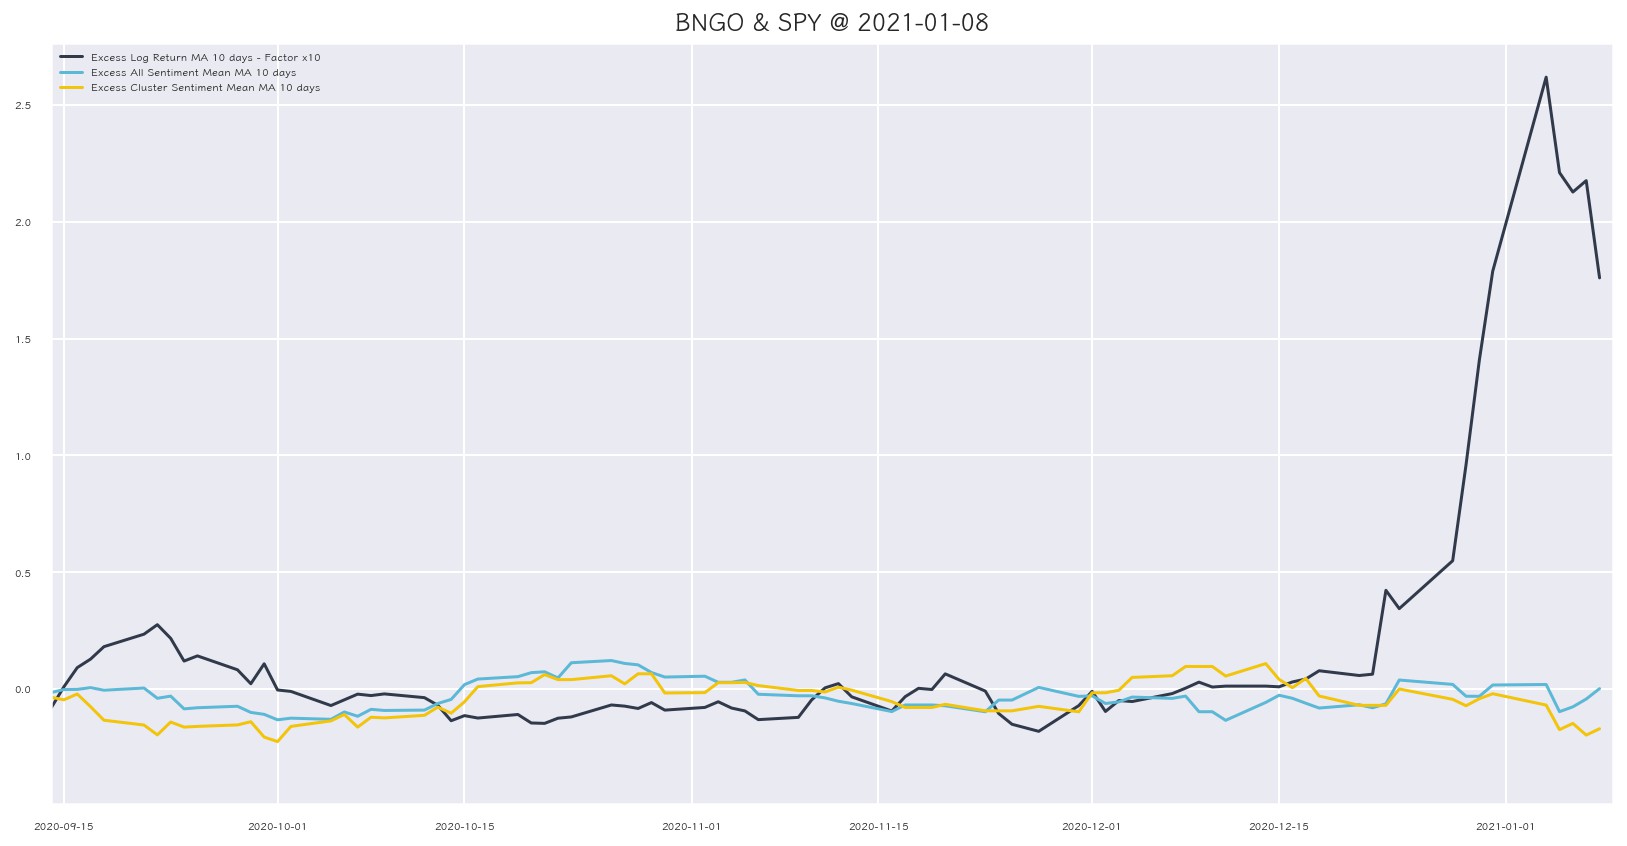 BNGO & SPY @ 2021-01-08
Excess Log Return MA 10 days - Factor x10
Excess All Sentiment Mean MA 10 days
Excess Cluster Sentiment Mean MA 10 days
2.5
2.0
1.5
1.0
0.5
0.0
2020-09-15 2020-10-01 2020-10-15 2020-11-01 2020-11-15 2020-12-01 2020-12-15 2021-01-01